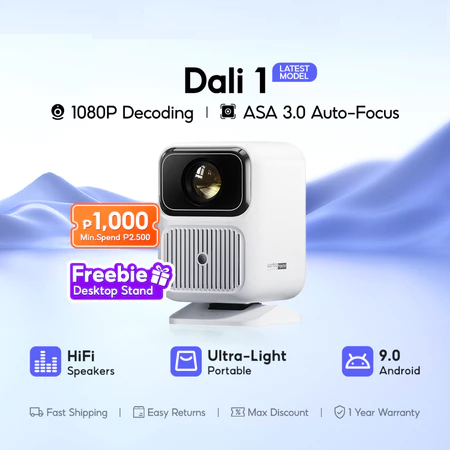 Dali 1
LATEST
MODEL
1080P Decoding | ASA 3.0 Auto-Focus
₱1,000
Min.Spend ₱2.500
Freebie
Desktop Stand
HiFi
Speakers
Ultra-Light
Portable
9.0
Android
Fast Shipping | Easy Returns | Max Discount | 1 Year Warranty